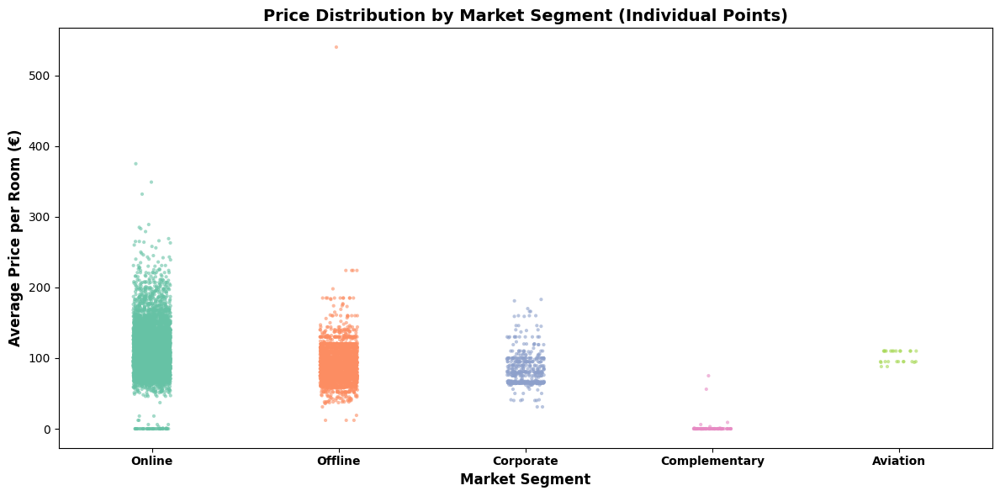 Price Distribution by Market Segment (Individual Points)
Average Price per Room (€)
500
400
300
200
100
0
Online Offline Corporate Complementary Aviation
Market Segment